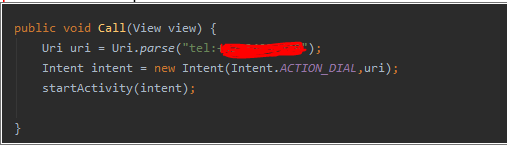 public void Call(View view) {
Uri uri = Uri.parse("tel:+");
Intent intent = new Intent(Intent.ACTION_DIAL,uri);
startActivity(intent);
}